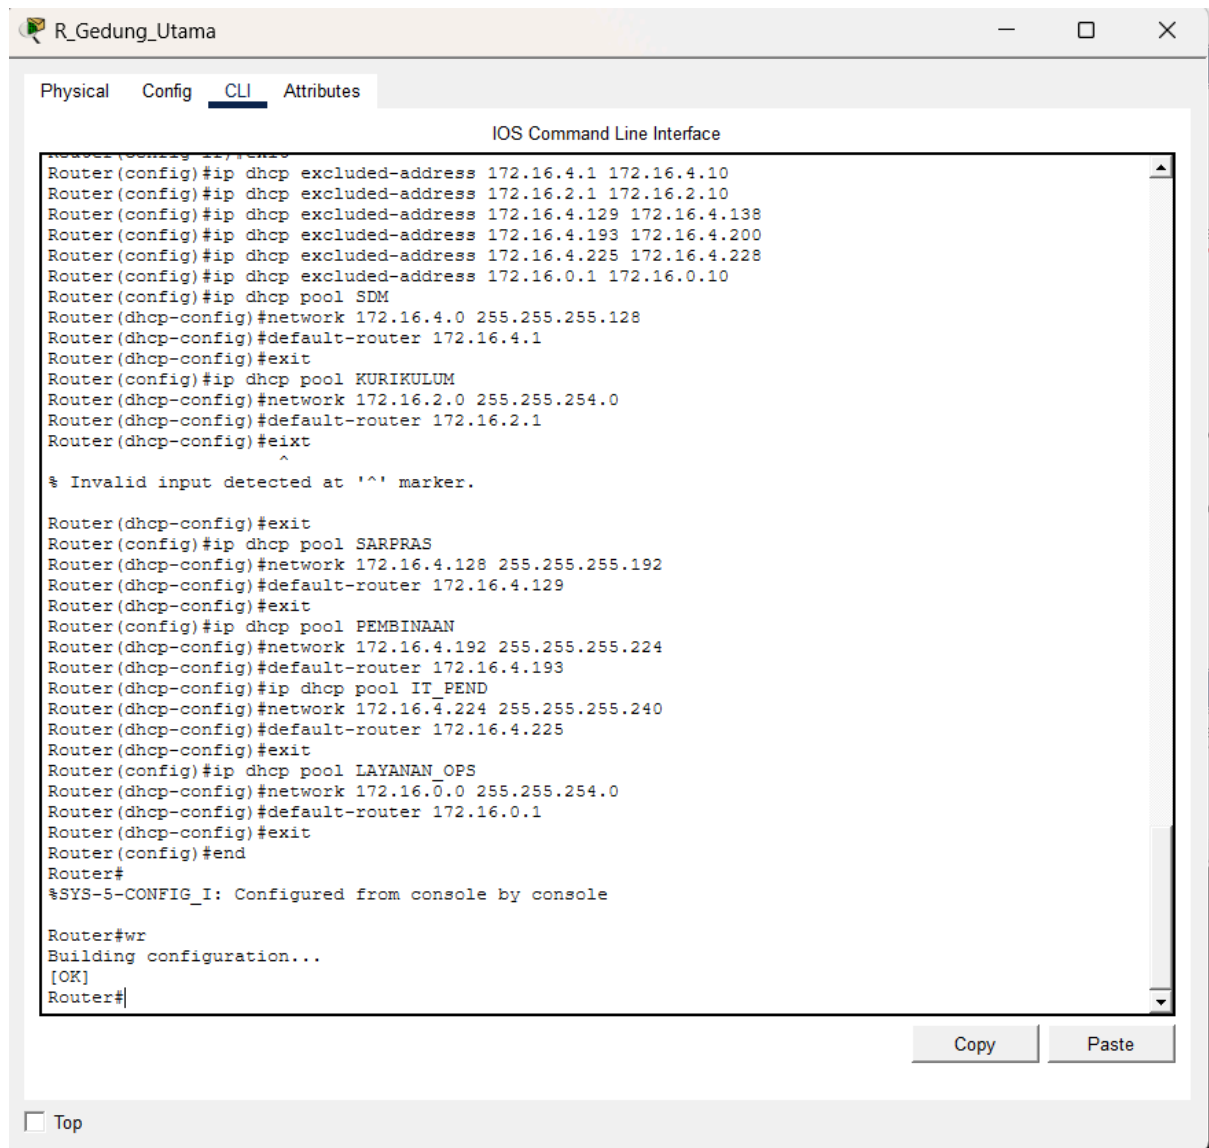 R_Gedung_Utama
Physical Config CLI Attributes
IOS Command Line Interface
Router(config)#ip dhcp excluded-address 172.16.4.1 172.16.4.10
Router(config)#ip dhcp excluded-address 172.16.2.1 172.16.2.10
Router(config)#ip dhcp excluded-address 172.16.4.129 172.16.4.138
Router(config)#ip dhcp excluded-address 172.16.4.193 172.16.4.200
Router(config)#ip dhcp excluded-address 172.16.4.225 172.16.4.228
Router(config)#ip dhcp excluded-address 172.16.0.1 172.16.0.10
Router(config)#ip dhcp pool SDM
Router(dhcp-config)#network 172.16.4.0 255.255.255.128
Router(dhcp-config)#default-router 172.16.4.1
Router(dhcp-config)#exit
Router(config)#ip dhcp pool KURIKULUM
Router(dhcp-config)#network 172.16.2.0 255.255.254.0
Router(dhcp-config)#default-router 172.16.2.1
Router(dhcp-config)#eixt
^
% Invalid input detected at '^' marker.
Router(dhcp-config)#exit
Router(config)#ip dhcp pool SARPRAS
Router(dhcp-config)#network 172.16.4.128 255.255.255.192
Router(dhcp-config)#default-router 172.16.4.129
Router(dhcp-config)#exit
Router(config)#ip dhcp pool PEMBINAAN
Router(dhcp-config)#network 172.16.4.192 255.255.255.224
Router(dhcp-config)#default-router 172.16.4.193
Router(dhcp-config)#ip dhcp pool IT_PEND
Router(dhcp-config)#network 172.16.4.224 255.255.255.240
Router(dhcp-config)#default-router 172.16.4.225
Router(dhcp-config)#exit
Router(config)#ip dhcp pool LAYANAN_OPS
Router(dhcp-config)#network 172.16.0.0 255.255.254.0
Router(dhcp-config)#default-router 172.16.0.1
Router(dhcp-config)#exit
Router(config)#end
Router#
%SYS-5-CONFIG_I: Configured from console by console
Router#wr
Building configuration...
[OK]
Router#
Copy Paste
Top